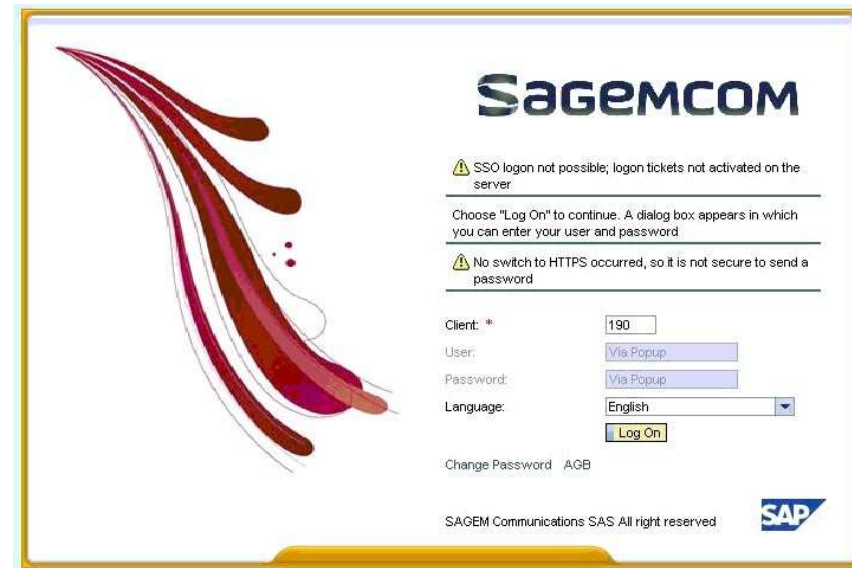 SAGEMCOM
SSO logon not possible; logon tickets not activated on the
server
Choose "Log On" to continue. A dialog box appears in which
you can enter your user and password
No switch to HTTPS occurred, so it is not secure to send a
password
Client: * 190
User: Via Popup
Password: Via Popup
Language: English
Log On
Change Password AGB
SAGEM Communications SAS All right reserved
SAP